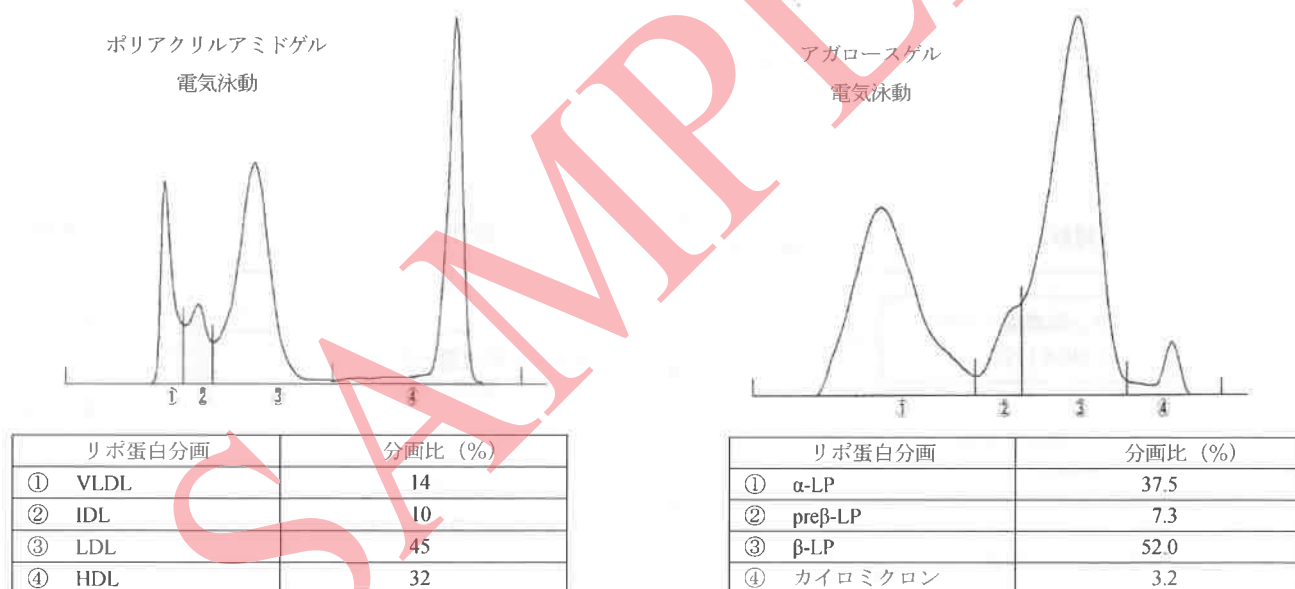 ポリアクリルアミドゲル
電気泳動
① 2 3 4
リポ蛋白分画 分画比（%）
① VLDL 14
② IDL 10
③ LDL 45
④ HDL 32
アガロースゲル
電気泳動
① 2 3 4
リポ蛋白分画 分画比（%）
① α-LP 37.5
② preβ-LP 7.3
③ β-LP 52.0
④ カイロミクロン 3.2
SAMPLE